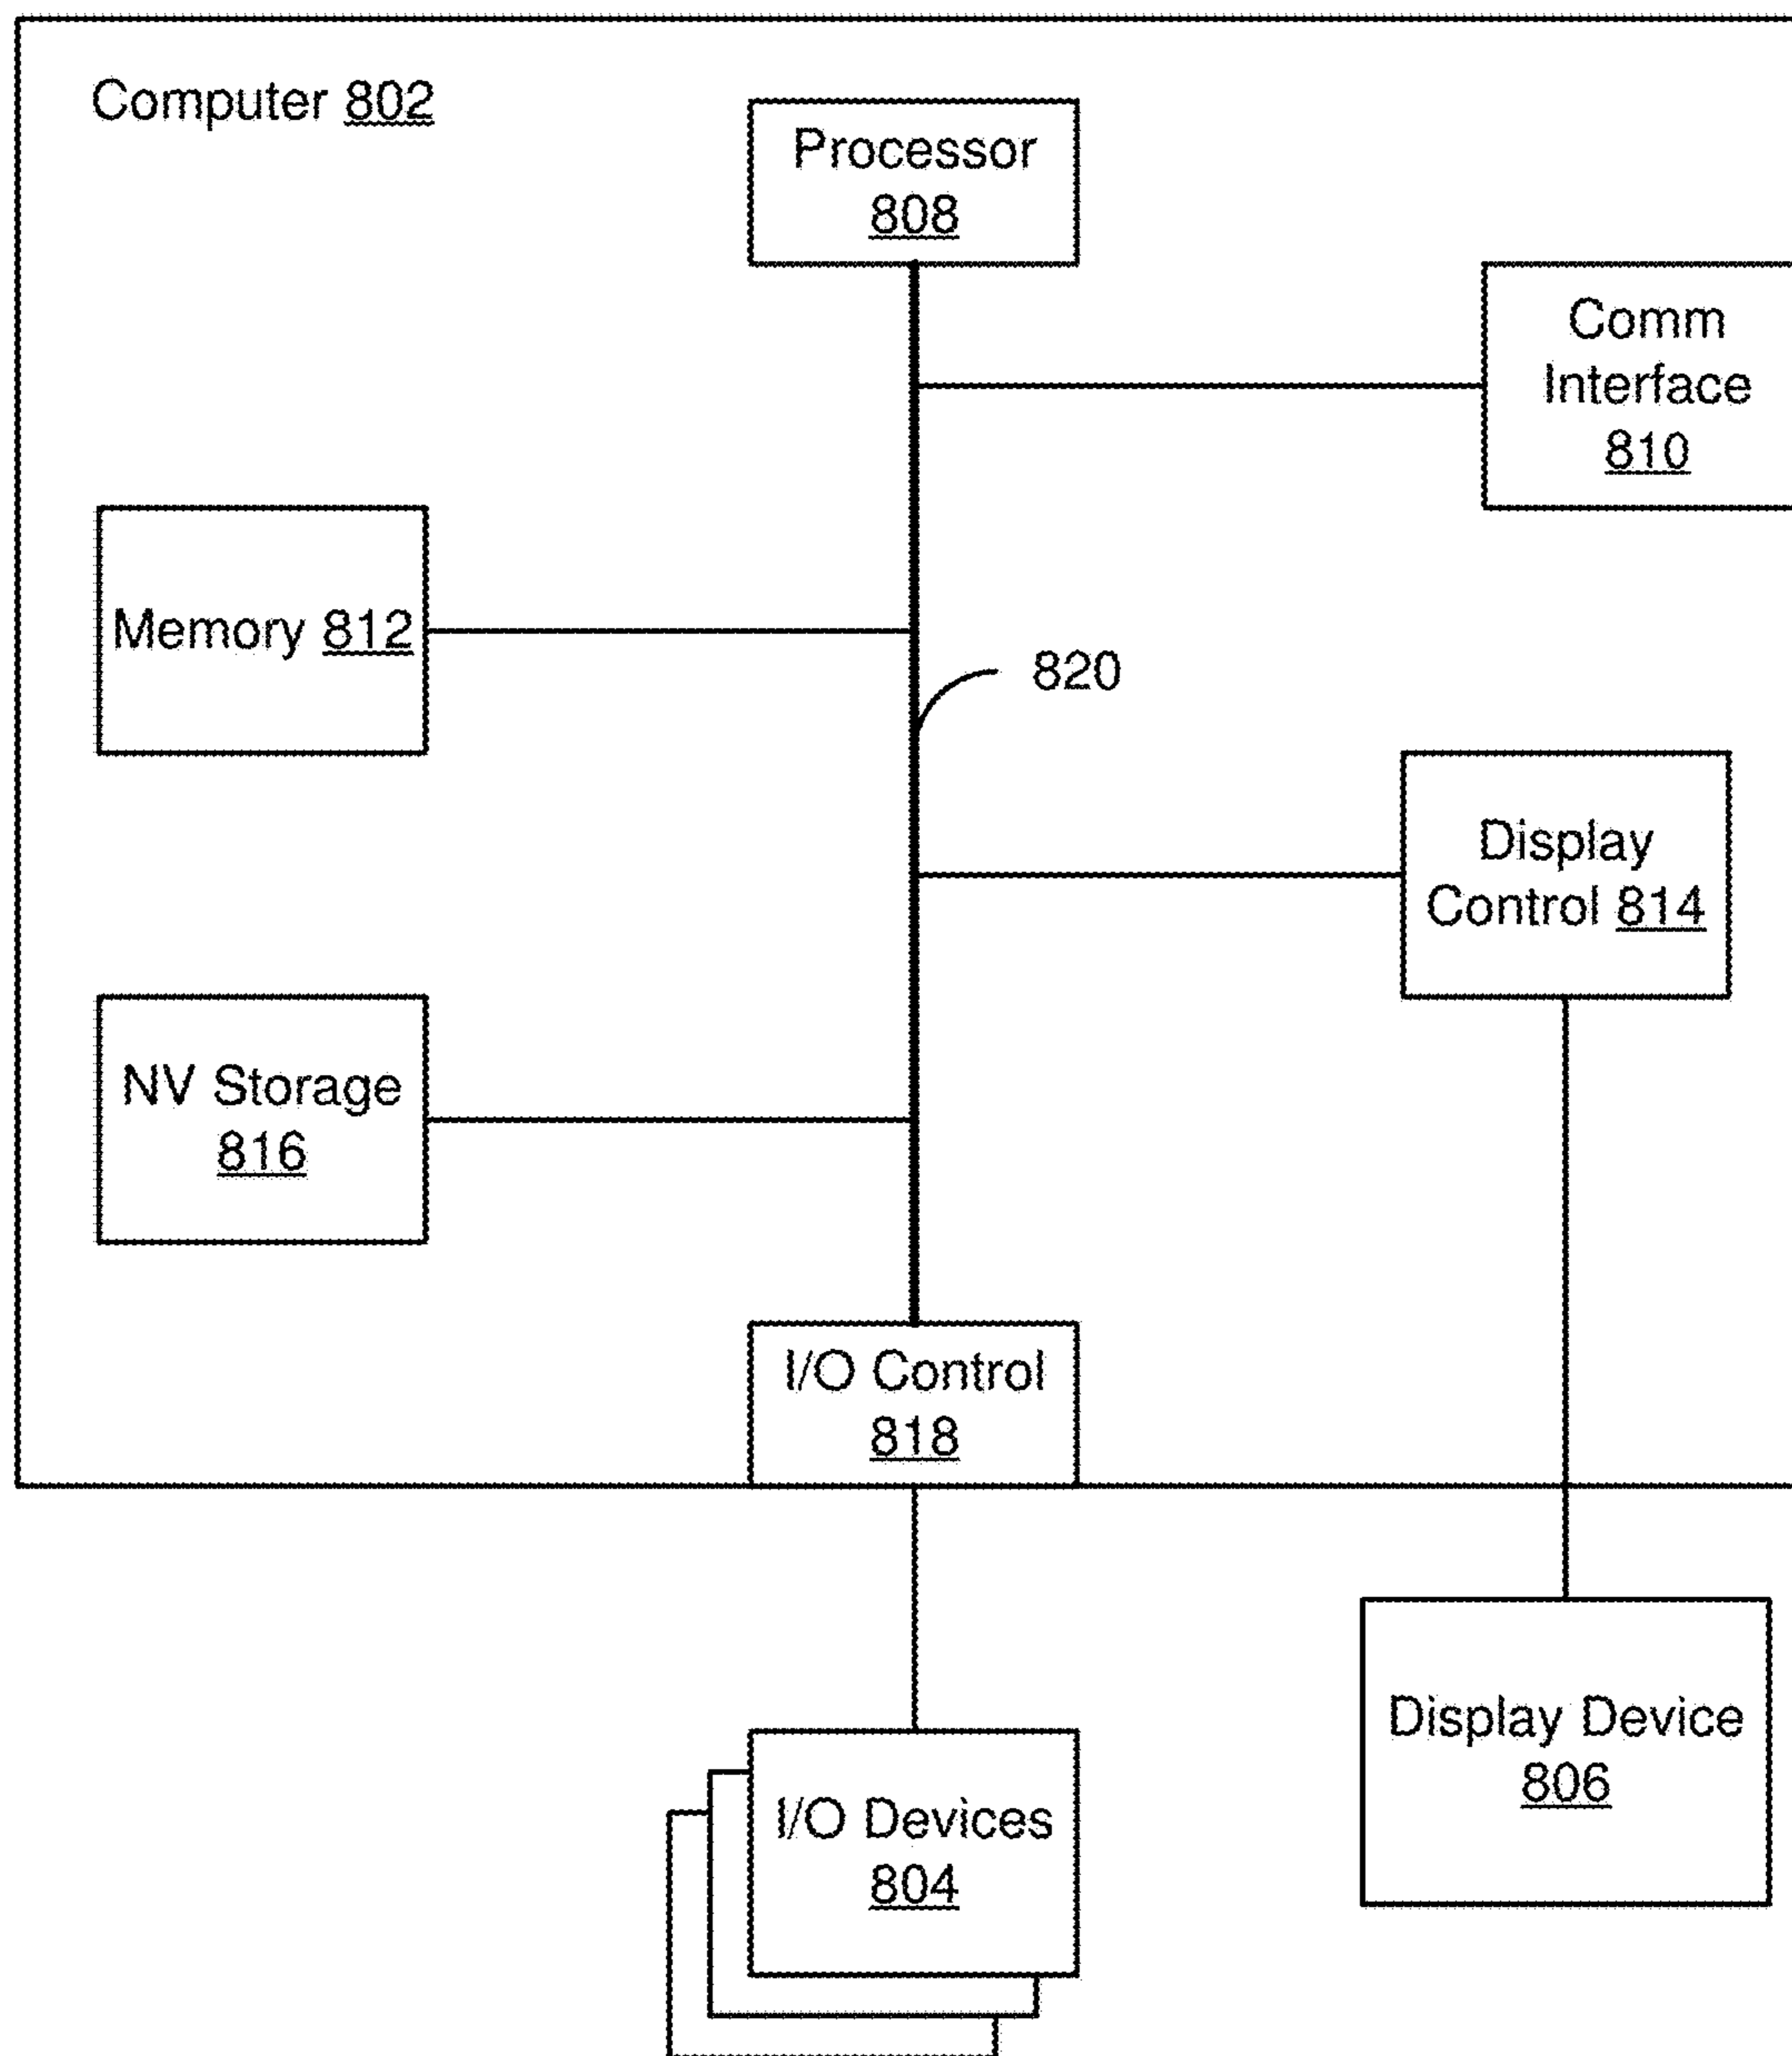 Computer 802
Processor
808
Comm
Interface
810
Memory 812
820
Display
Control 814
NV Storage
816
I/O Control
818
Display Device
806
I/O Devices
804